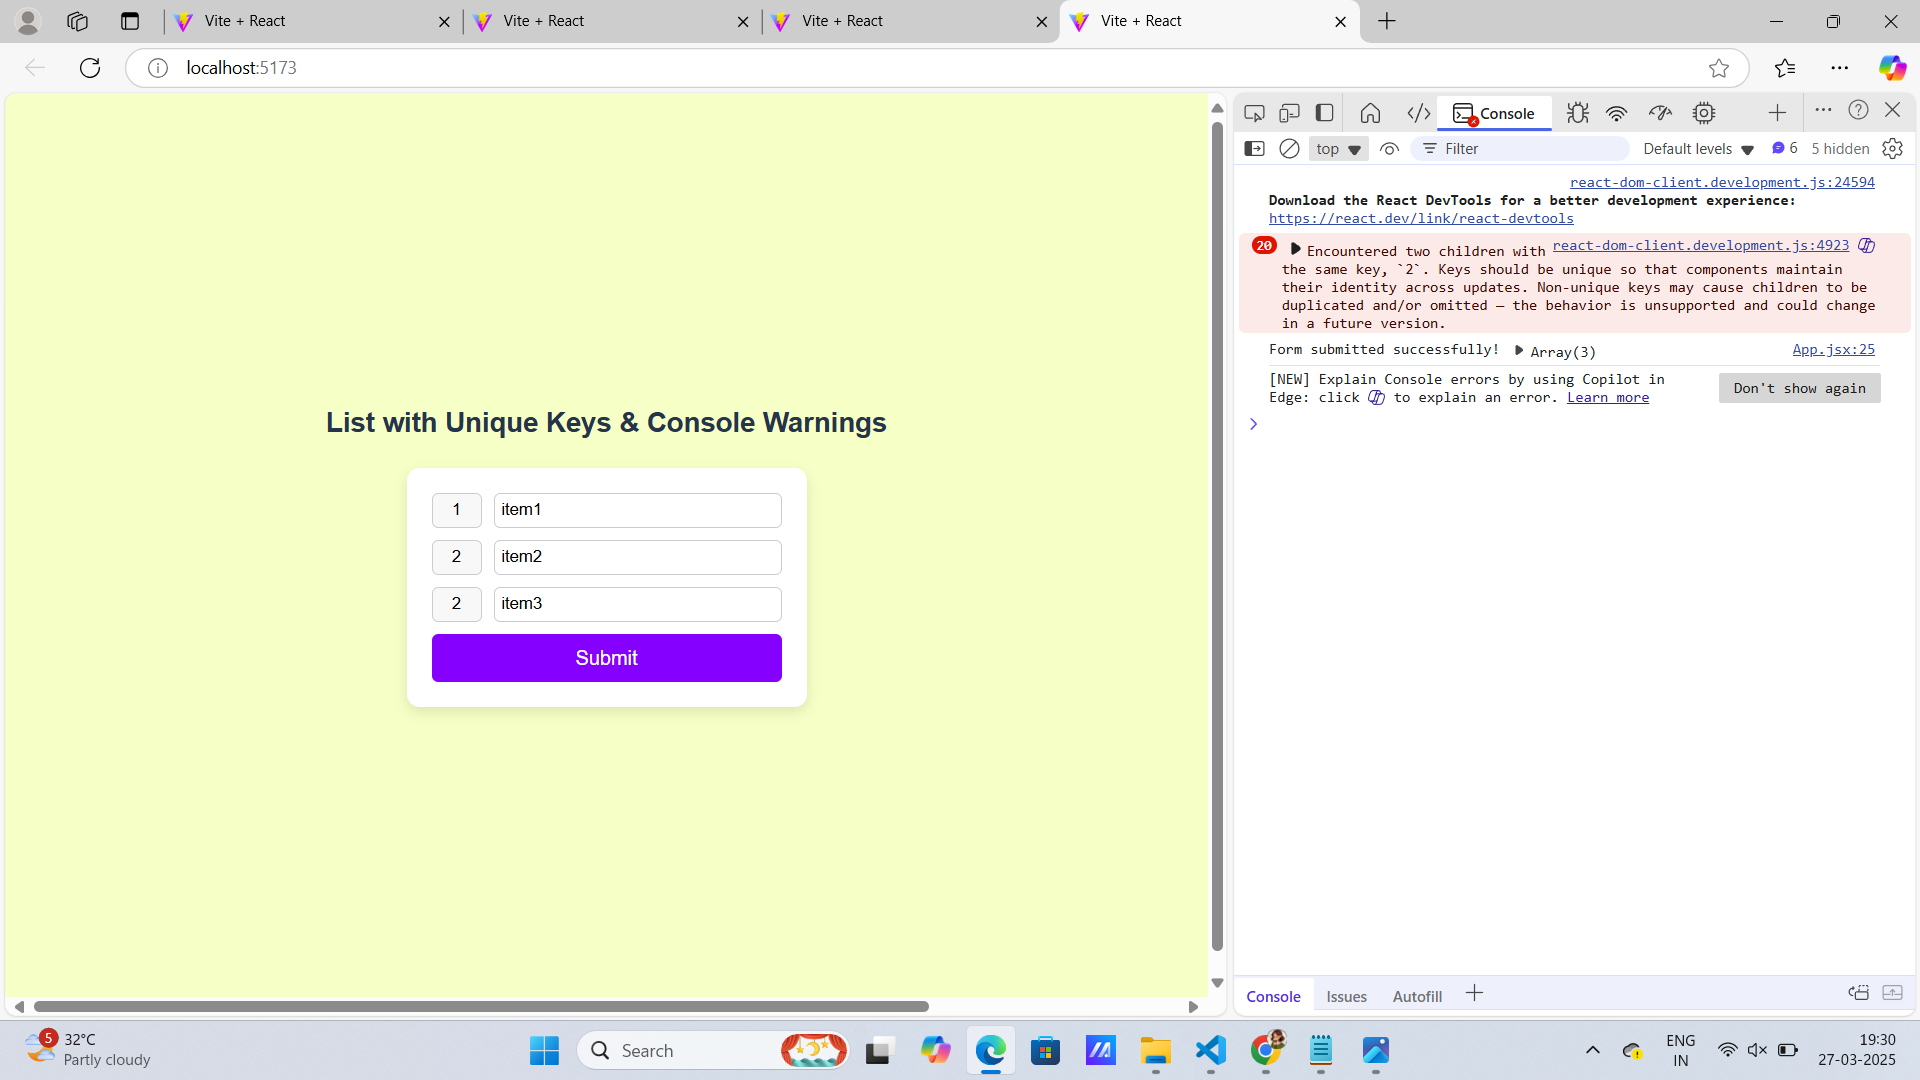 Vite + React
Vite + React
Vite + React
Vite + React
localhost:5173
Console
top
Filter
Default levels
6
5 hidden
react-dom-client.development.js:24594
Download the React DevTools for a better development experience:
https://react.dev/link/react-devtools
20
Encountered two children with
react-dom-client.development.js:4923
the same key, `2`. Keys should be unique so that components maintain
their identity across updates. Non-unique keys may cause children to be
duplicated and/or omitted — the behavior is unsupported and could change
in a future version.
Form submitted successfully! Array(3)
App.jsx:25
[NEW] Explain Console errors by using Copilot in
Edge: click to explain an error. Learn more
Don't show again
List with Unique Keys & Console Warnings
1 item1
2 item2
2 item3
Submit
Console
Issues
Autofill
5
32°C
Partly cloudy
Search
ENG
IN
19:30
27-03-2025